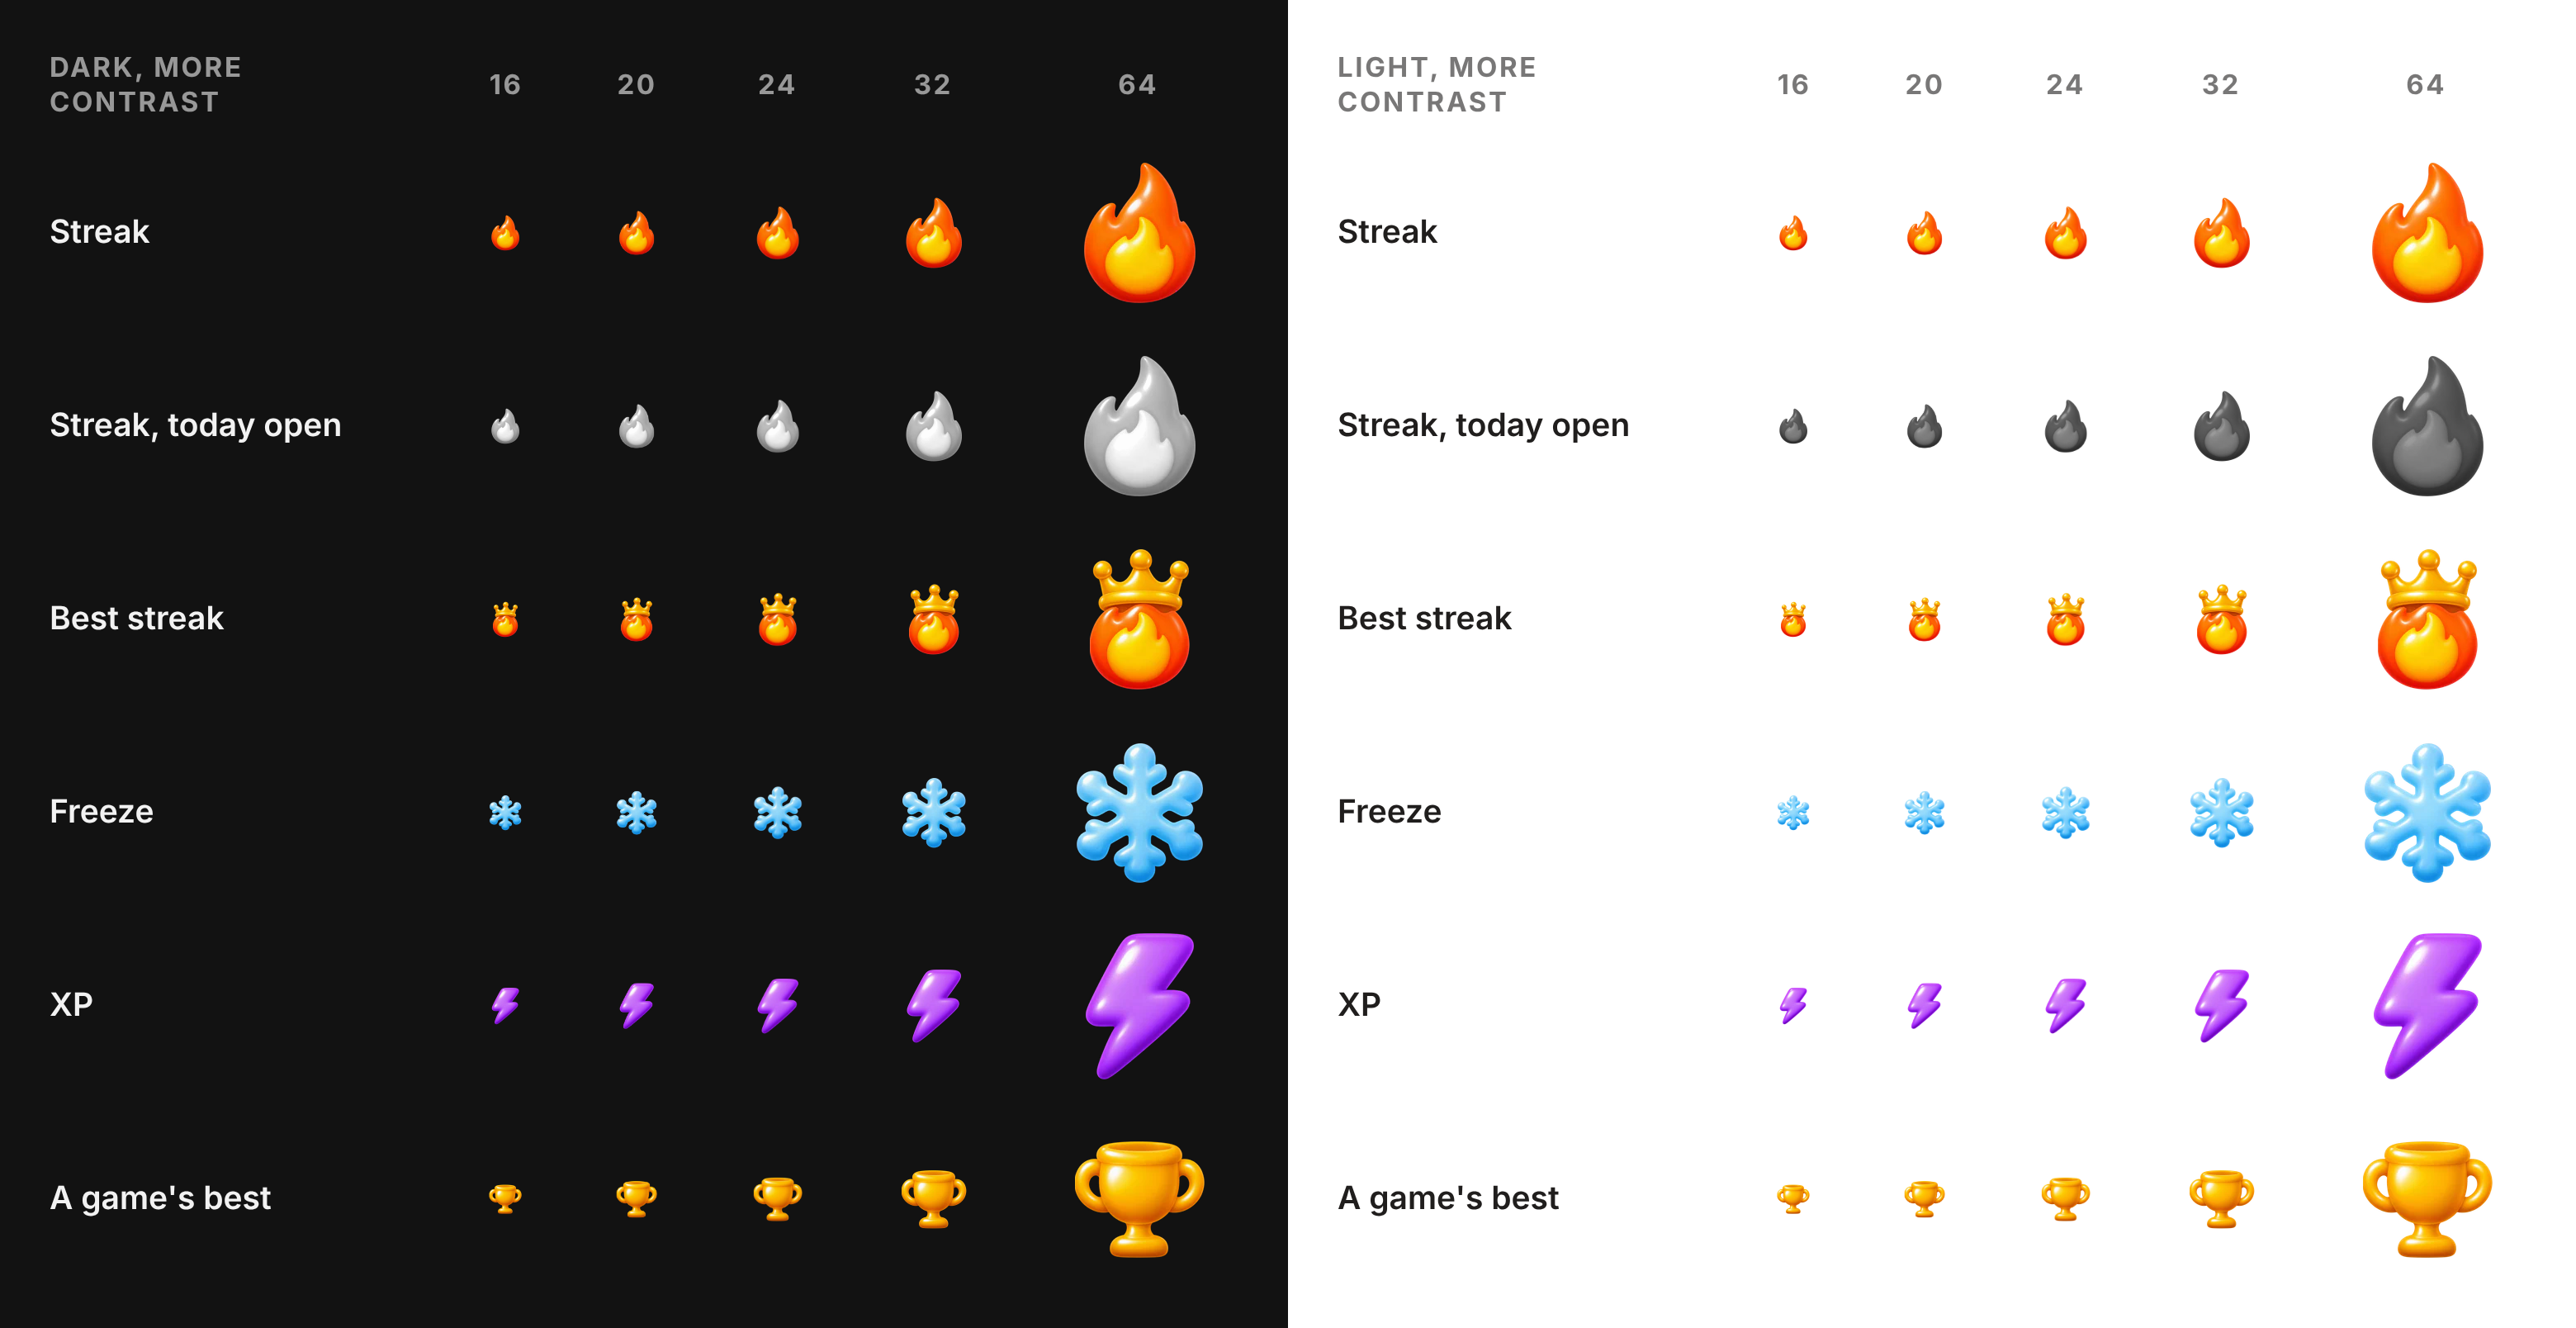 DARK, MORE
CONTRAST
16 20 24 32 64
Streak
Streak, today open
Best streak
Freeze
XP
A game's best
LIGHT, MORE
CONTRAST
16 20 24 32 64
Streak
Streak, today open
Best streak
Freeze
XP
A game's best